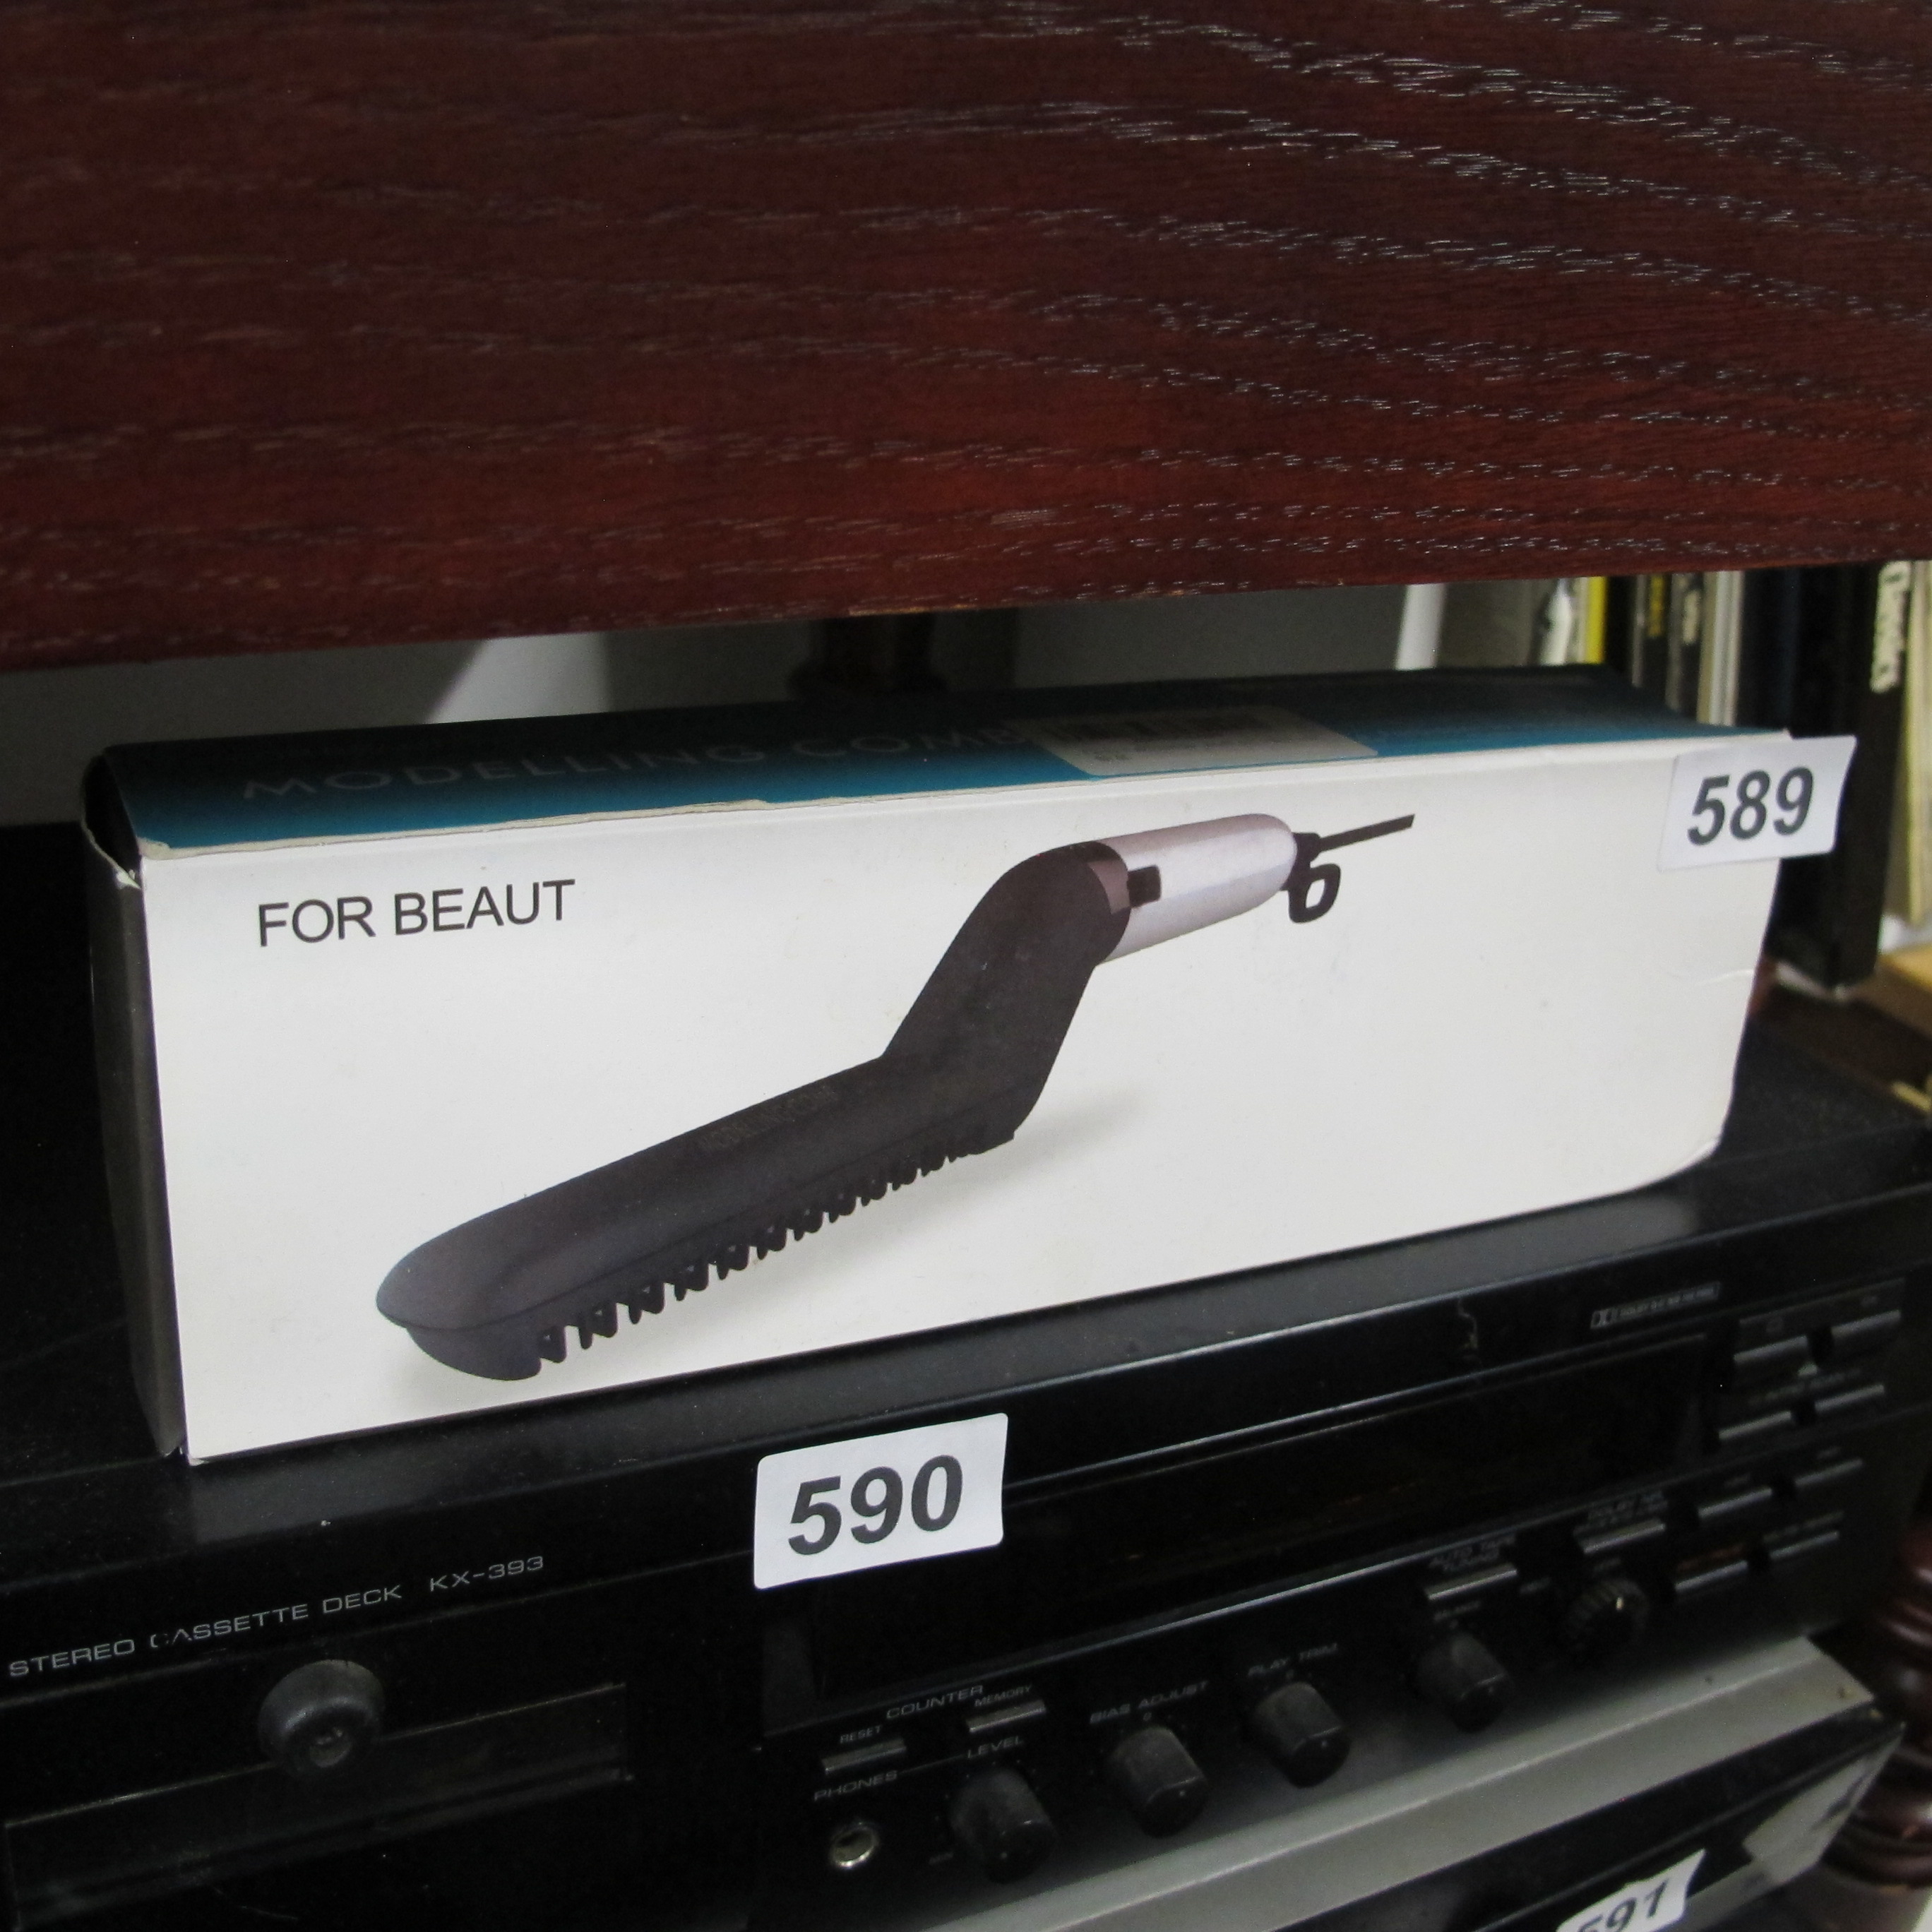 MODELLING COMB
589
FOR BEAUT
590
STEREO CASSETTE DECK KX-393
COUNTER
RESET MEMORY
PHONES LEVEL
BIAS ADJUST
PLAY TRIM
591